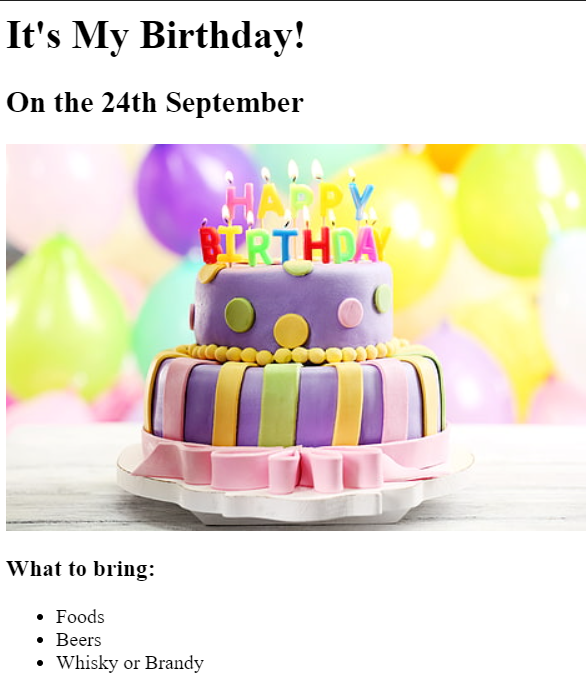 It's My Birthday!
On the 24th September
HAPPY
BIRTHDAY
What to bring:
Foods
Beers
Whisky or Brandy